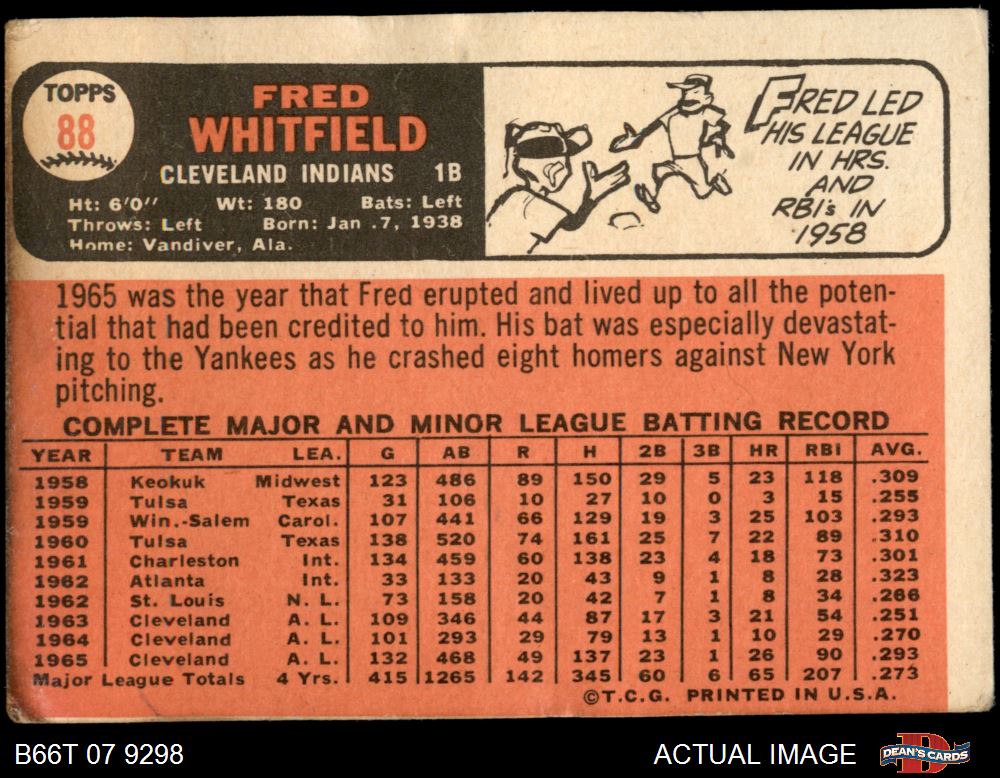 TOPPS
88
FRED
WHITFIELD
CLEVELAND INDIANS 1B
Ht: 6'0" Wt: 180 Bats: Left
Throws: Left Born: Jan .7, 1938
Home: Vandiver, Ala.
FRED LED
HIS LEAGUE
IN HRS.
AND
RBI's IN
1958
1965 was the year that Fred erupted and lived up to all the poten-
tial that had been credited to him. His bat was especially devastat-
ing to the Yankees as he crashed eight homers against New York
pitching.
COMPLETE MAJOR AND MINOR LEAGUE BATTING RECORD
YEAR TEAM LEA. G AB R H 2B 3B HR RBI AVG.
1958 Keokuk Midwest 123 486 89 150 29 5 23 118 .309
1959 Tulsa Texas 31 106 10 27 10 0 3 15 .255
1959 Win.-Salem Carol. 107 441 66 129 19 3 25 103 .293
1960 Tulsa Texas 138 520 74 161 25 7 22 89 .310
1961 Charleston Int. 134 459 60 138 23 4 18 73 .301
1962 Atlanta Int. 33 133 20 43 9 1 8 28 .323
1962 St. Louis N. L. 73 158 20 42 7 1 8 34 .266
1963 Cleveland A. L. 109 346 44 87 17 3 21 54 .251
1964 Cleveland A. L. 101 293 29 79 13 1 10 29 .270
1965 Cleveland A. L. 132 468 49 137 23 1 26 90 .293
Major League Totals 4 Yrs. 415 1265 142 345 60 6 65 207 .273
©T.C.G. PRINTED IN U.S.A.
B66T 07 9298 ACTUAL IMAGE DEAN'S CARDS